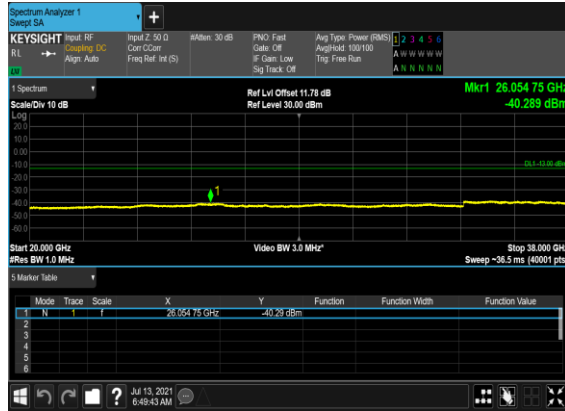 Spectrum Analyzer 1
Swept SA
+
KEYSIGHT Input: RF
RL Coupling: DC
Align: Auto
LXI
Input Z: 50 Ω
Corr CCorr
Freq Ref: Int (S)
#Atten: 30 dB
PNO: Fast
Gate: Off
IF Gain: Low
Sig Track: Off
Avg Type: Power (RMS)
Avg|Hold: 100/100
Trig: Free Run
1 2 3 4 5 6
A W W W W W
A N N N N N
1 Spectrum
Scale/Div 10 dB
Ref Lvl Offset 11.78 dB
Ref Level 30.00 dBm
Mkr1 26.054 75 GHz
-40.289 dBm
Log
20.0
10.0
0.00
-10.0
DL1 -13.00 dBm
-20.0
-30.0
1
-40.0
-50.0
-60.0
Start 20.000 GHz
#Res BW 1.0 MHz
Video BW 3.0 MHz*
Stop 38.000 GHz
Sweep ~36.5 ms (40001 pts)
5 Marker Table
Mode Trace Scale X Y Function Function Width Function Value
1 N 1 f 26.054 75 GHz -40.29 dBm
2
3
4
5
6
?
Jul 13, 2021
6:49:43 AM